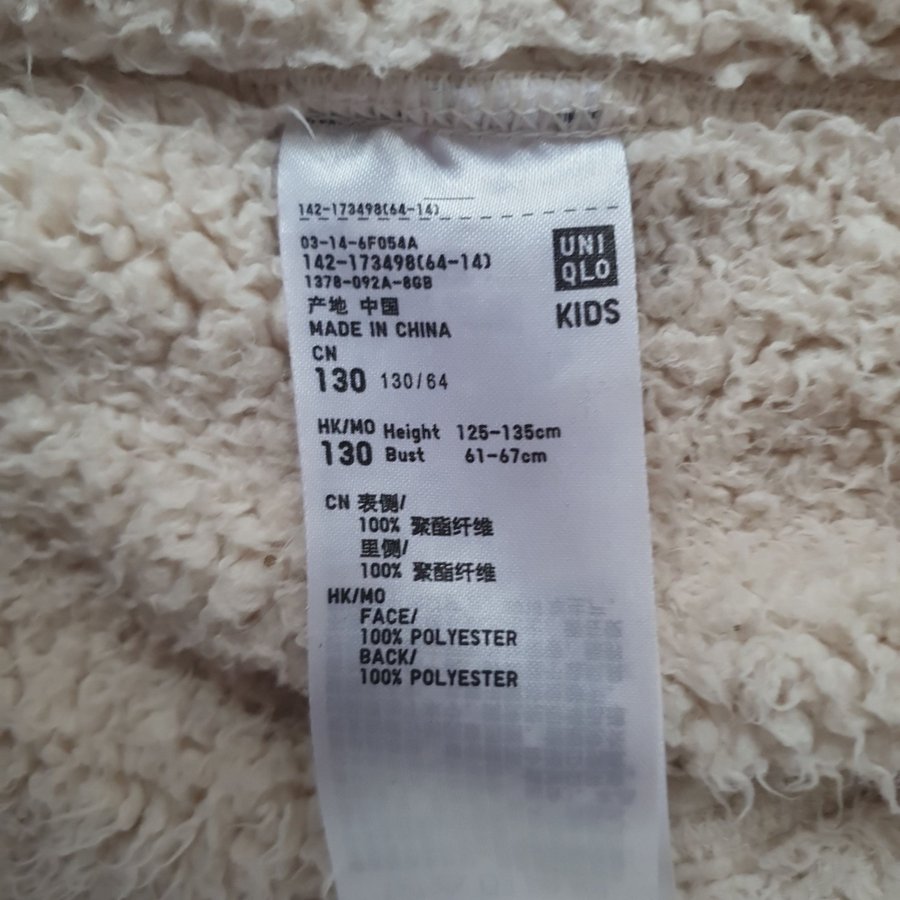 142-173498(64-14)
03-14-6F054A
142-173498(64-14)
1378-092A-8GB
产地 中国
MADE IN CHINA
UNI
QLO
KIDS
CN
130 130/64
HK/MO
130
Height 125-135cm
Bust 61-67cm
CN 表侧/
100% 聚酯纤维
里侧/
100% 聚酯纤维
HK/MO
FACE/
100% POLYESTER
BACK/
100% POLYESTER